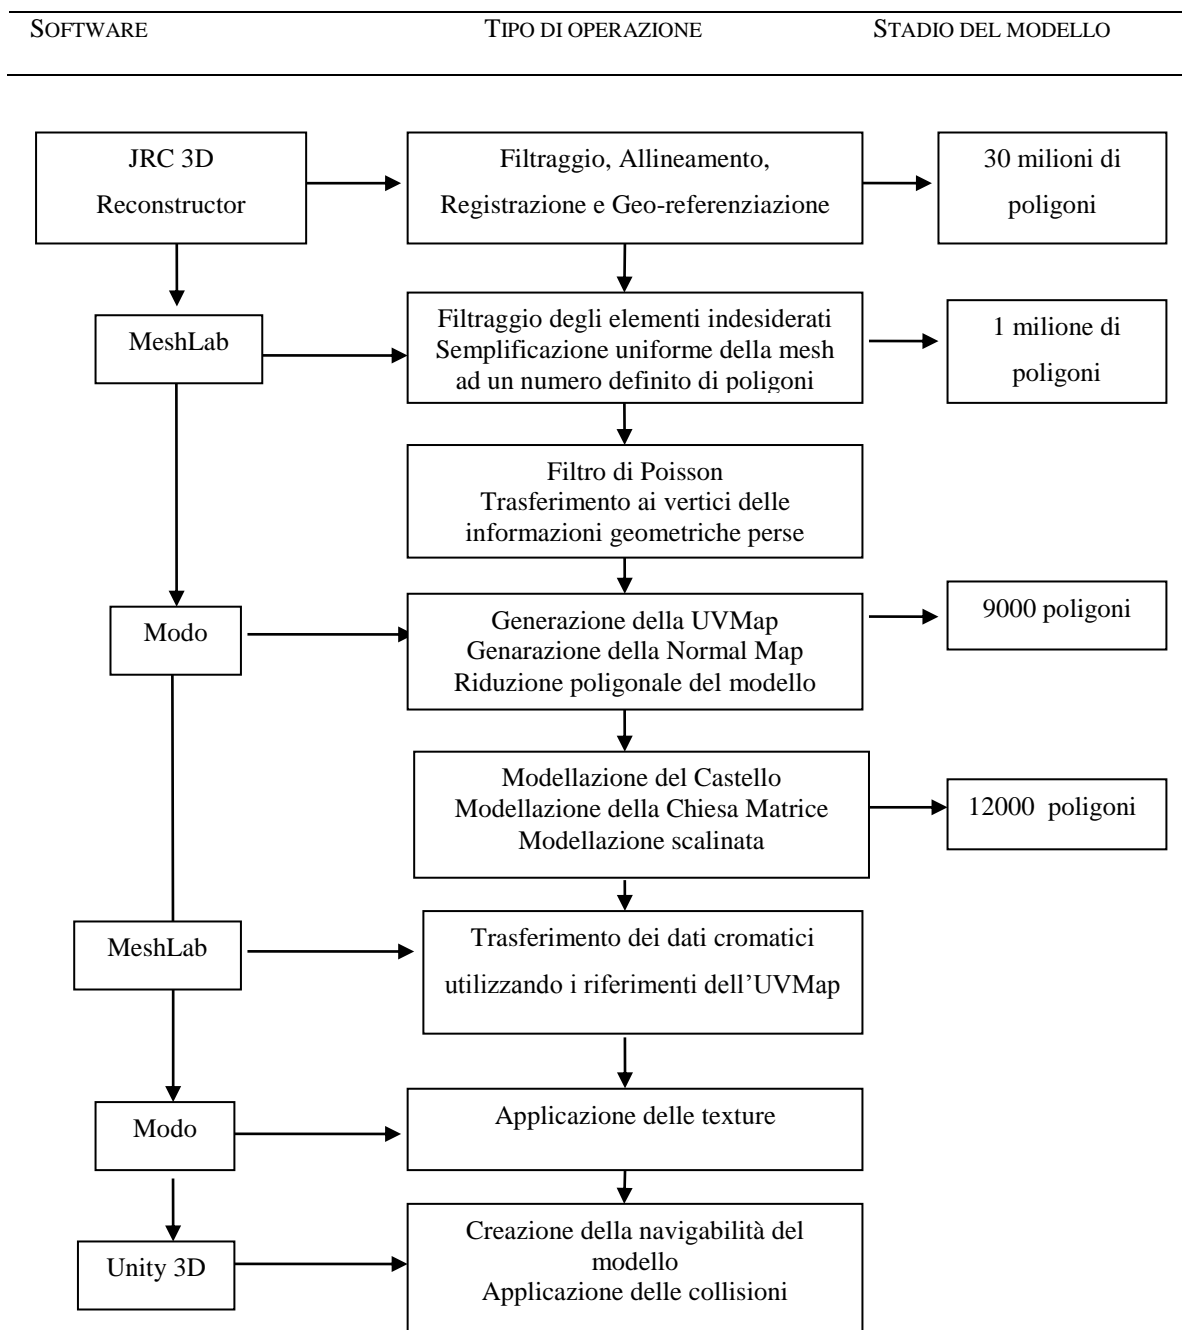 SOFTWARE TIPO DI OPERAZIONE STADIO DEL MODELLO
JRC 3D
Reconstructor
Filtraggio, Allineamento,
Registrazione e Geo-referenziazione
30 milioni di
poligoni
MeshLab
Filtraggio degli elementi indesiderati
Semplificazione uniforme della mesh
ad un numero definito di poligoni
1 milione di
poligoni
Filtro di Poisson
Trasferimento ai vertici delle
informazioni geometriche perse
Modo
Generazione della UVMap
Genarazione della Normal Map
Riduzione poligonale del modello
9000 poligoni
Modellazione del Castello
Modellazione della Chiesa Matrice
Modellazione scalinata
12000 poligoni
MeshLab
Trasferimento dei dati cromatici
utilizzando i riferimenti dell’UVMap
Modo
Applicazione delle texture
Unity 3D
Creazione della navigabilità del
modello
Applicazione delle collisioni